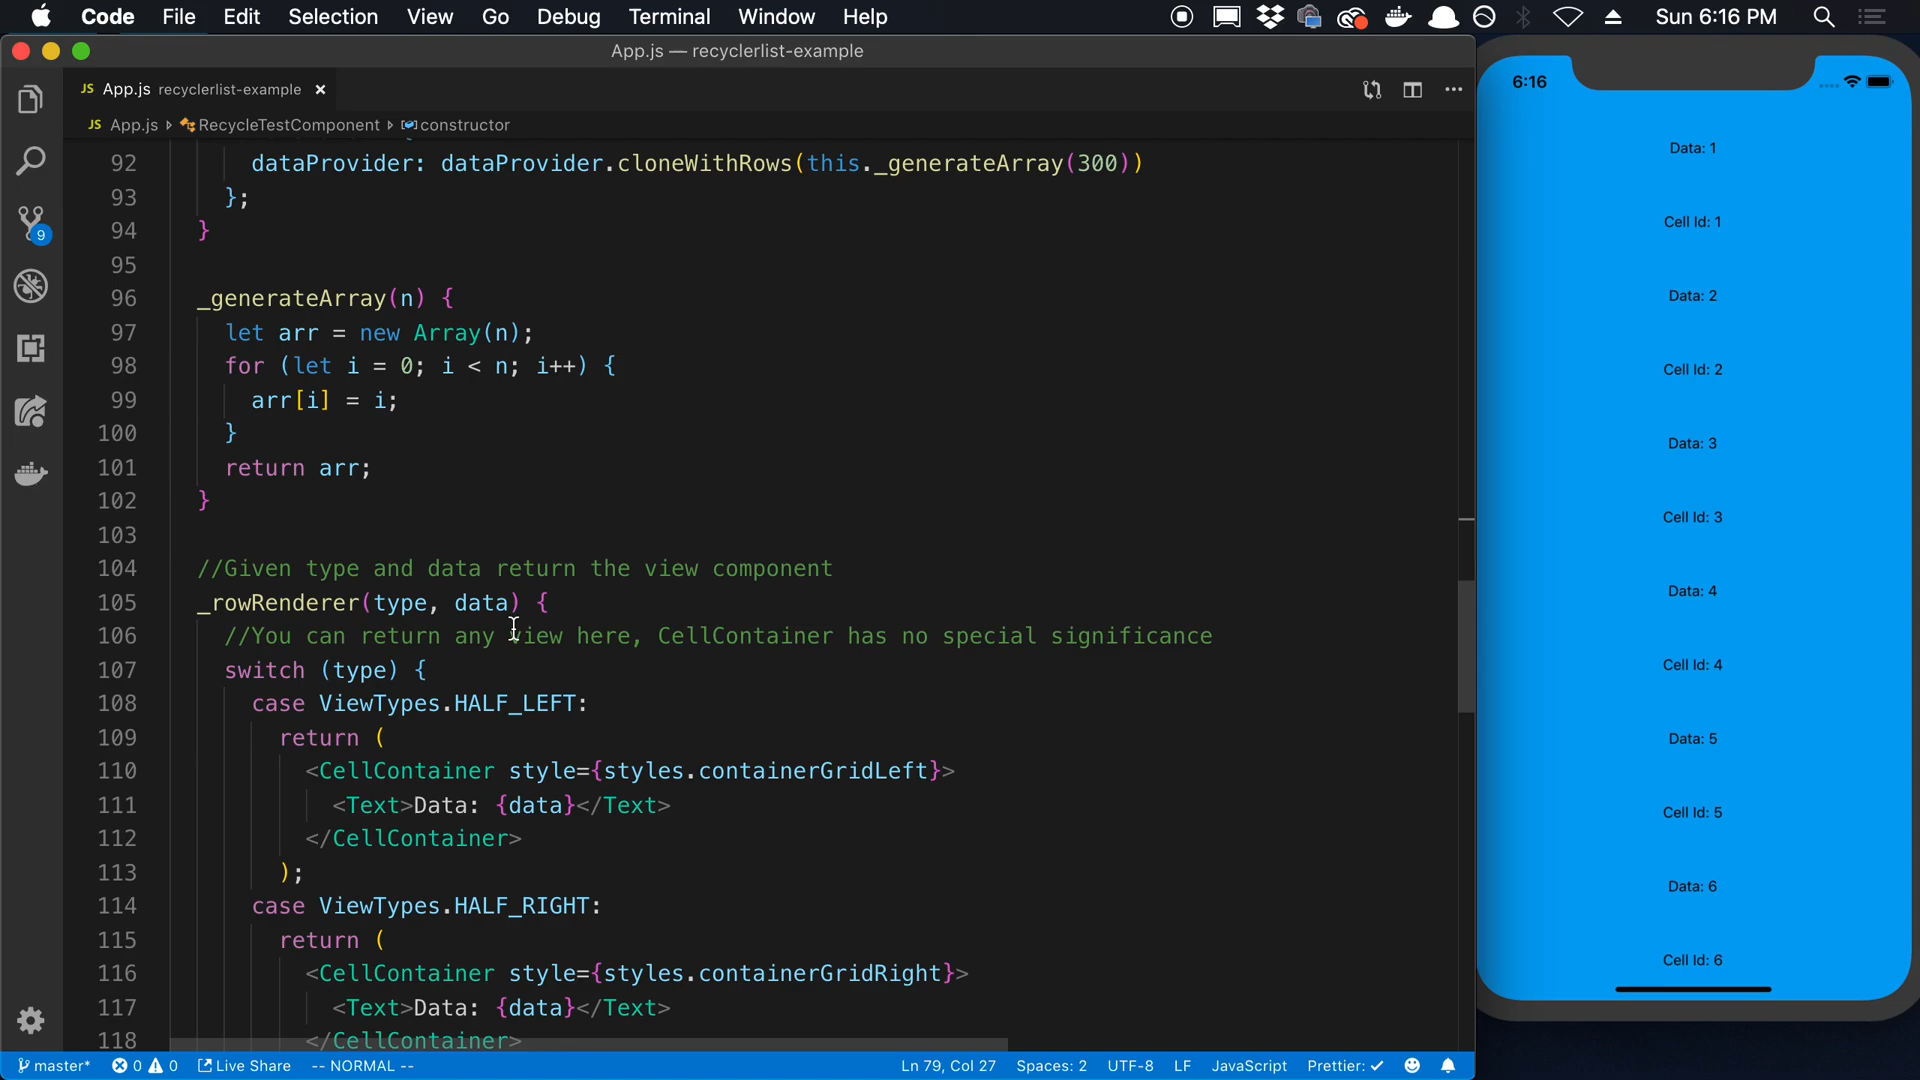 Code File Edit Selection View Go Debug Terminal Window Help Sun 6:16 PM
App.js — recyclerlist-example
JS App.js recyclerlist-example ×
JS App.js RecycleTestComponent constructor
92 dataProvider: dataProvider.cloneWithRows(this._generateArray(300))
93 };
94 }
95
96 _generateArray(n) {
97 let arr = new Array(n);
98 for (let i = 0; i < n; i++) {
99 arr[i] = i;
100 }
101 return arr;
102 }
103
104 //Given type and data return the view component
105 _rowRenderer(type, data) {
106 //You can return any view here, CellContainer has no special significance
107 switch (type) {
108 case ViewTypes.HALF_LEFT:
109 return (
110 <CellContainer style={styles.containerGridLeft}>
111 <Text>Data: {data}</Text>
112 </CellContainer>
113 );
114 case ViewTypes.HALF_RIGHT:
115 return (
116 <CellContainer style={styles.containerGridRight}>
117 <Text>Data: {data}</Text>
118 </CellContainer>
9
master* 0 0 Live Share -- NORMAL -- Ln 79, Col 27 Spaces: 2 UTF-8 LF JavaScript Prettier: ✓
6:16
Data: 1
Cell Id: 1
Data: 2
Cell Id: 2
Data: 3
Cell Id: 3
Data: 4
Cell Id: 4
Data: 5
Cell Id: 5
Data: 6
Cell Id: 6